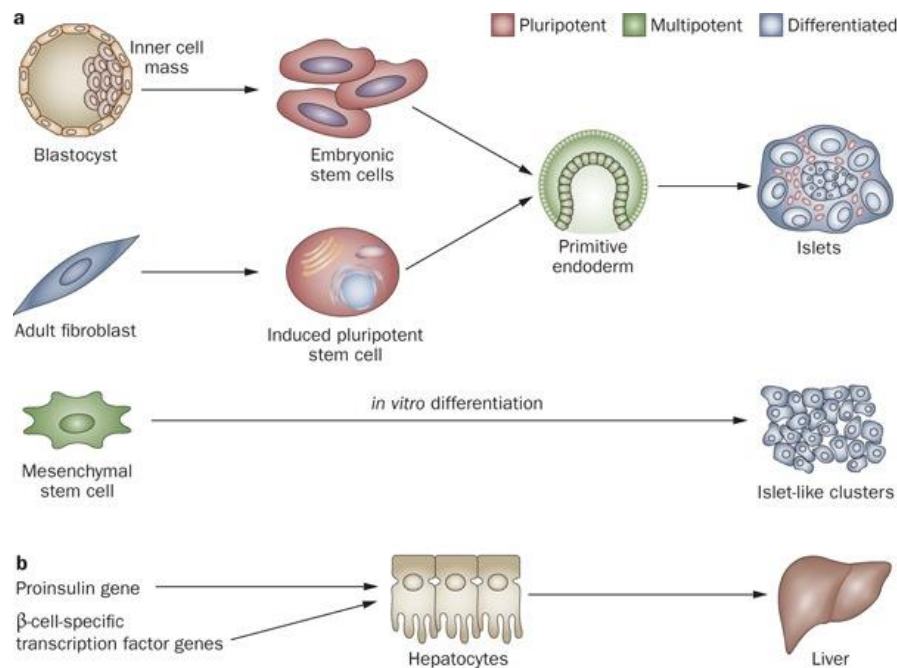 a
Pluripotent
Multipotent
Differentiated
Inner cell
mass
Blastocyst
Embryonic
stem cells
Primitive
endoderm
Islets
Adult fibroblast
Induced pluripotent
stem cell
in vitro differentiation
Mesenchymal
stem cell
Islet-like clusters
b
Proinsulin gene
β-cell-specific
transcription factor genes
Hepatocytes
Liver